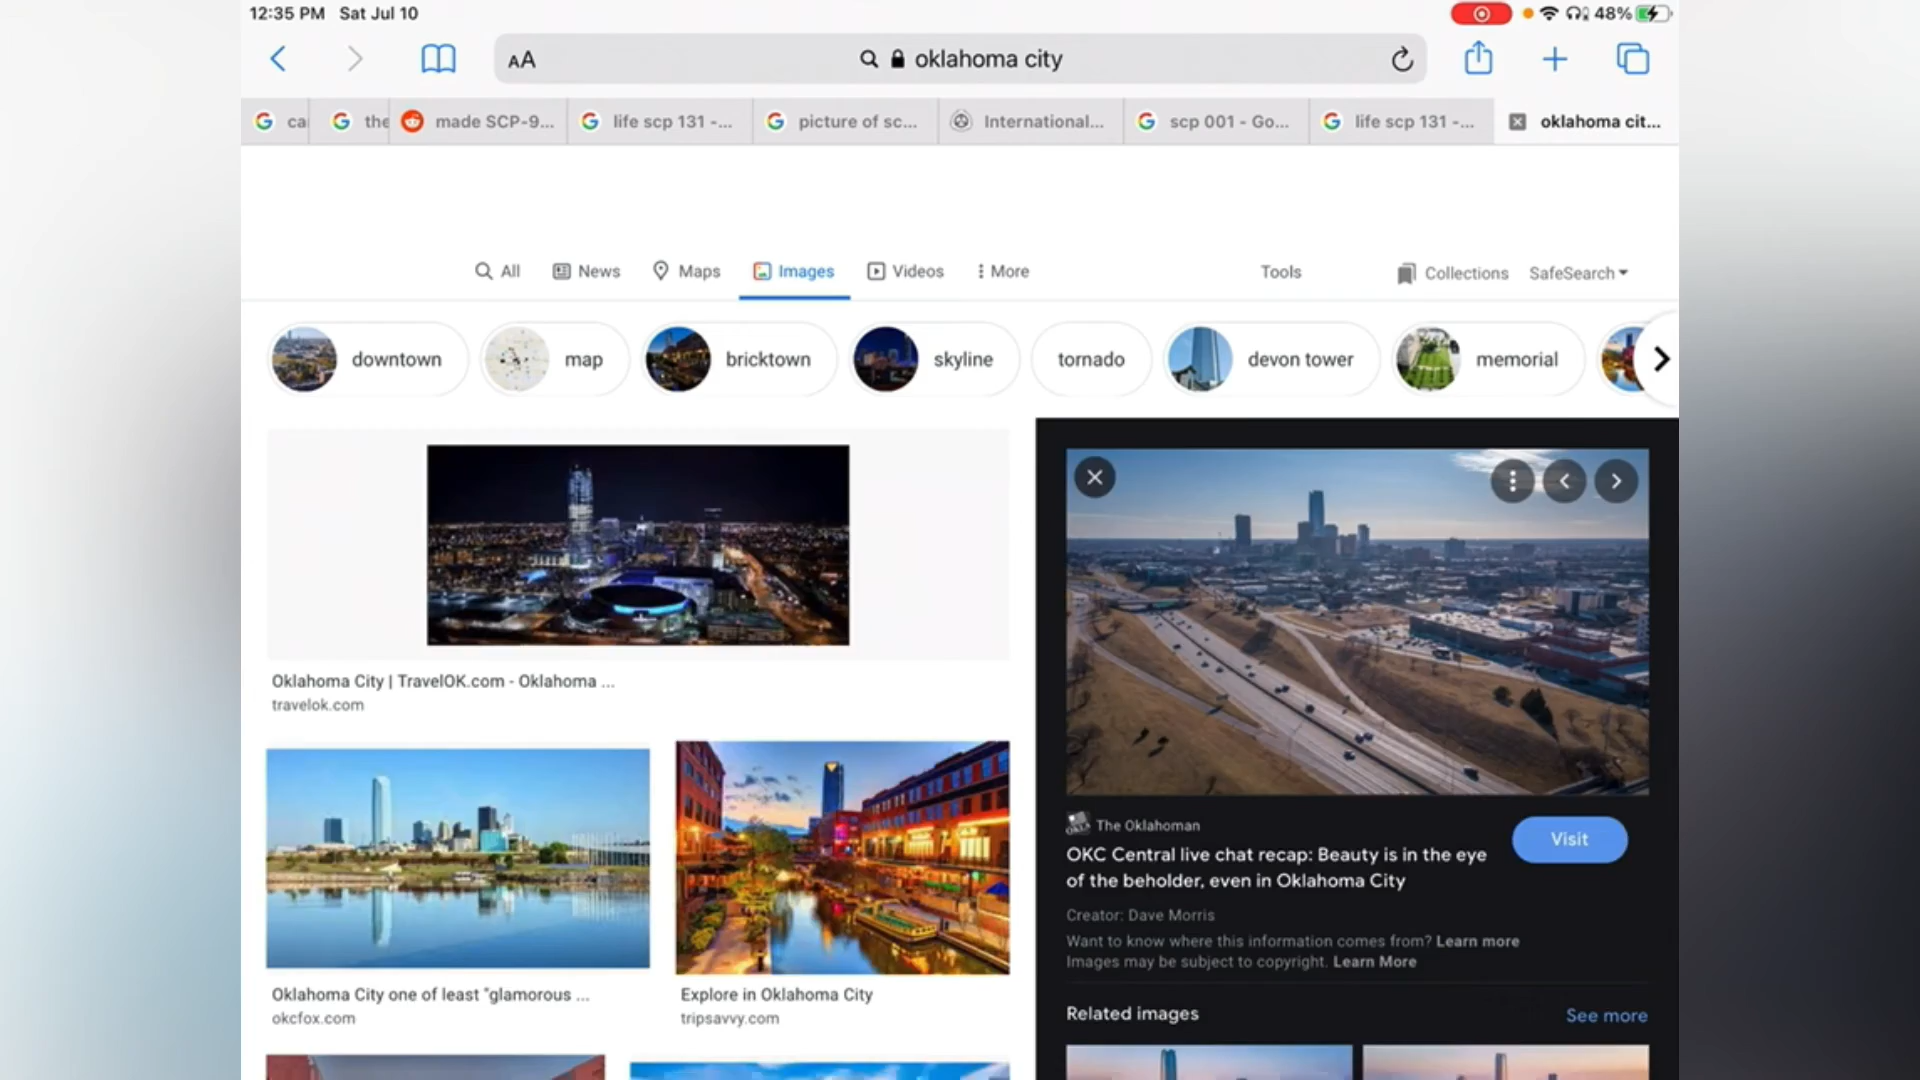 12:35 PM Sat Jul 10
48%
AA
oklahoma city
ca
the
made SCP-9...
life scp 131 -...
picture of sc...
International...
scp 001 - Go...
life scp 131 -...
oklahoma cit...
All
News
Maps
Images
Videos
More
Tools
Collections
SafeSearch
downtown
map
bricktown
skyline
tornado
devon tower
memorial
Oklahoma City | TravelOK.com - Oklahoma ...
travelok.com
Oklahoma City one of least "glamorous ...
okcfox.com
Explore in Oklahoma City
tripsavvy.com
The Oklahoman
OKC Central live chat recap: Beauty is in the eye
of the beholder, even in Oklahoma City
Visit
Creator: Dave Morris
Want to know where this information comes from? Learn more
Images may be subject to copyright. Learn More
Related images
See more